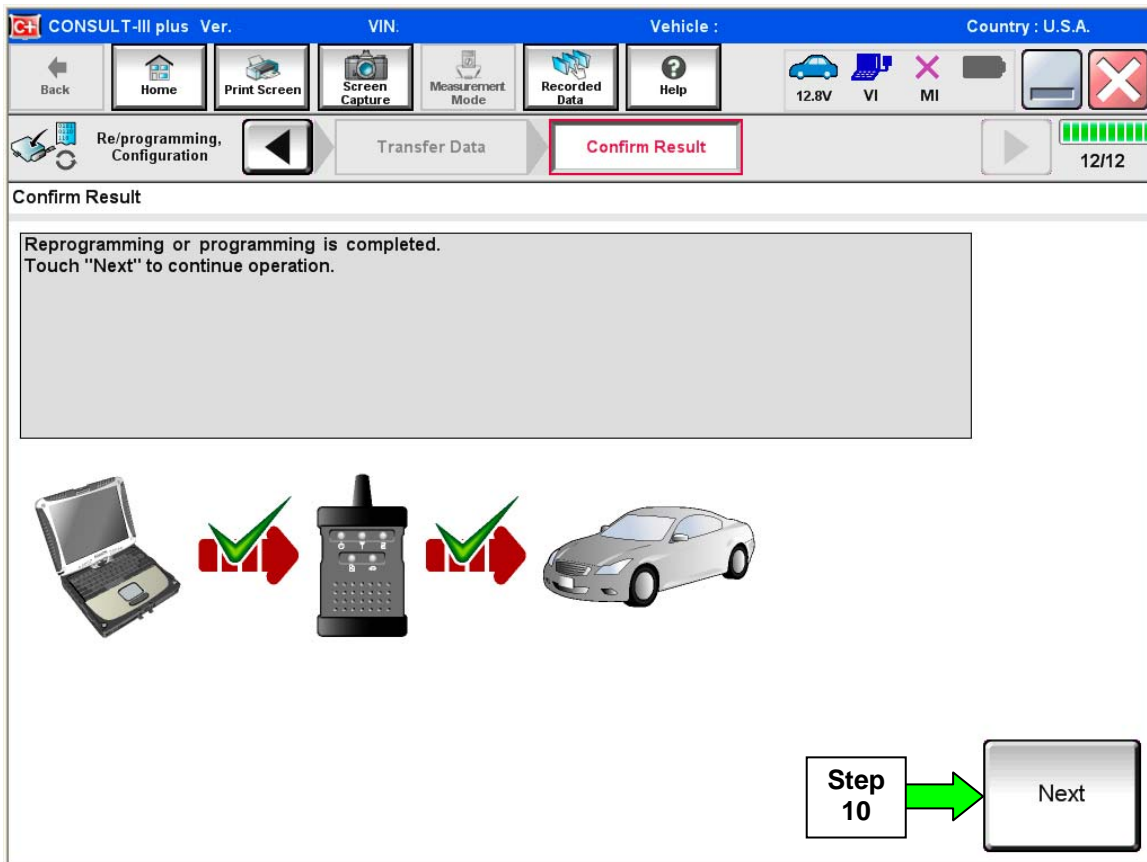 C+ CONSULT-III plus Ver. VIN: Vehicle : Country : U.S.A.
Back
Home
Print Screen
Screen
Capture
Measurement
Mode
Recorded
Data
Help
12.8V
VI
MI
Re/programming,
Configuration
Transfer Data
Confirm Result
12/12
Confirm Result
Reprogramming or programming is completed.
Touch "Next" to continue operation.
Step
10
Next